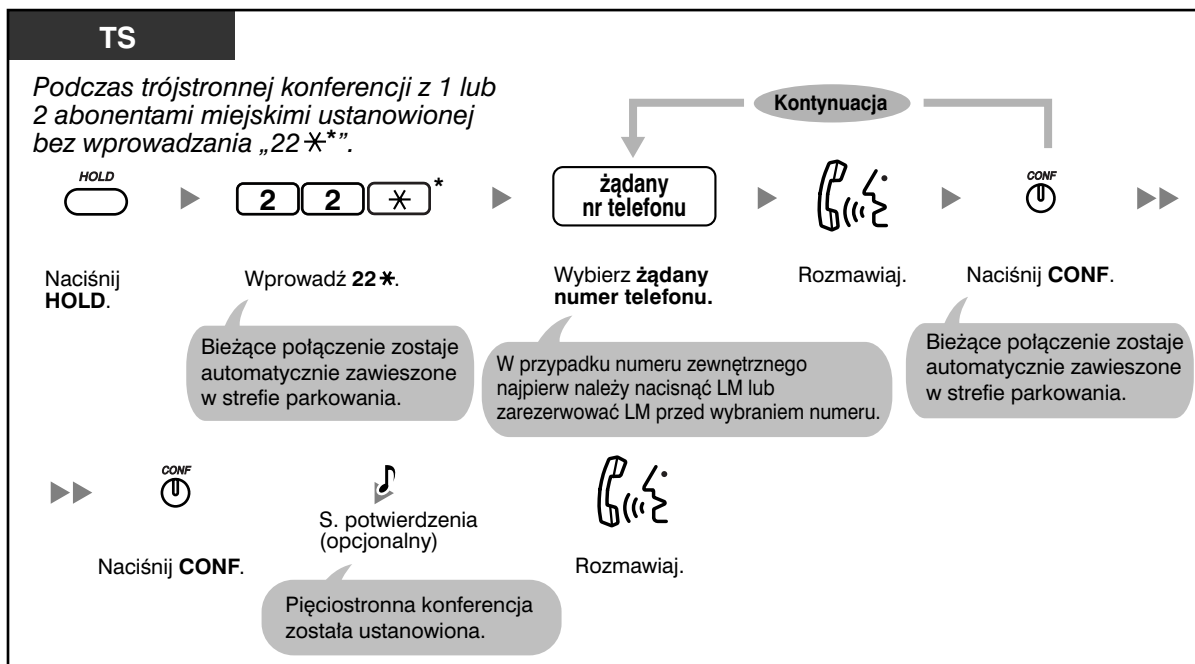 TS
Podczas trójstronnej konferencji z 1 lub
2 abonentami miejskimi ustanowionej
bez wprowadzania „22✳*”.
Kontynuacja
HOLD
2 2 ✳ *
żądany
nr telefonu
CONF
Naciśnij
HOLD.
Wprowadź 22✳.
Wybierz żądany
numer telefonu.
Rozmawiaj.
Naciśnij CONF.
Bieżące połączenie zostaje
automatycznie zawieszone
w strefie parkowania.
W przypadku numeru zewnętrznego
najpierw należy nacisnąć LM lub
zarezerwować LM przed wybraniem numeru.
Bieżące połączenie zostaje
automatycznie zawieszone
w strefie parkowania.
CONF
Naciśnij CONF.
S. potwierdzenia
(opcjonalny)
Rozmawiaj.
Pięciostronna konferencja
została ustanowiona.